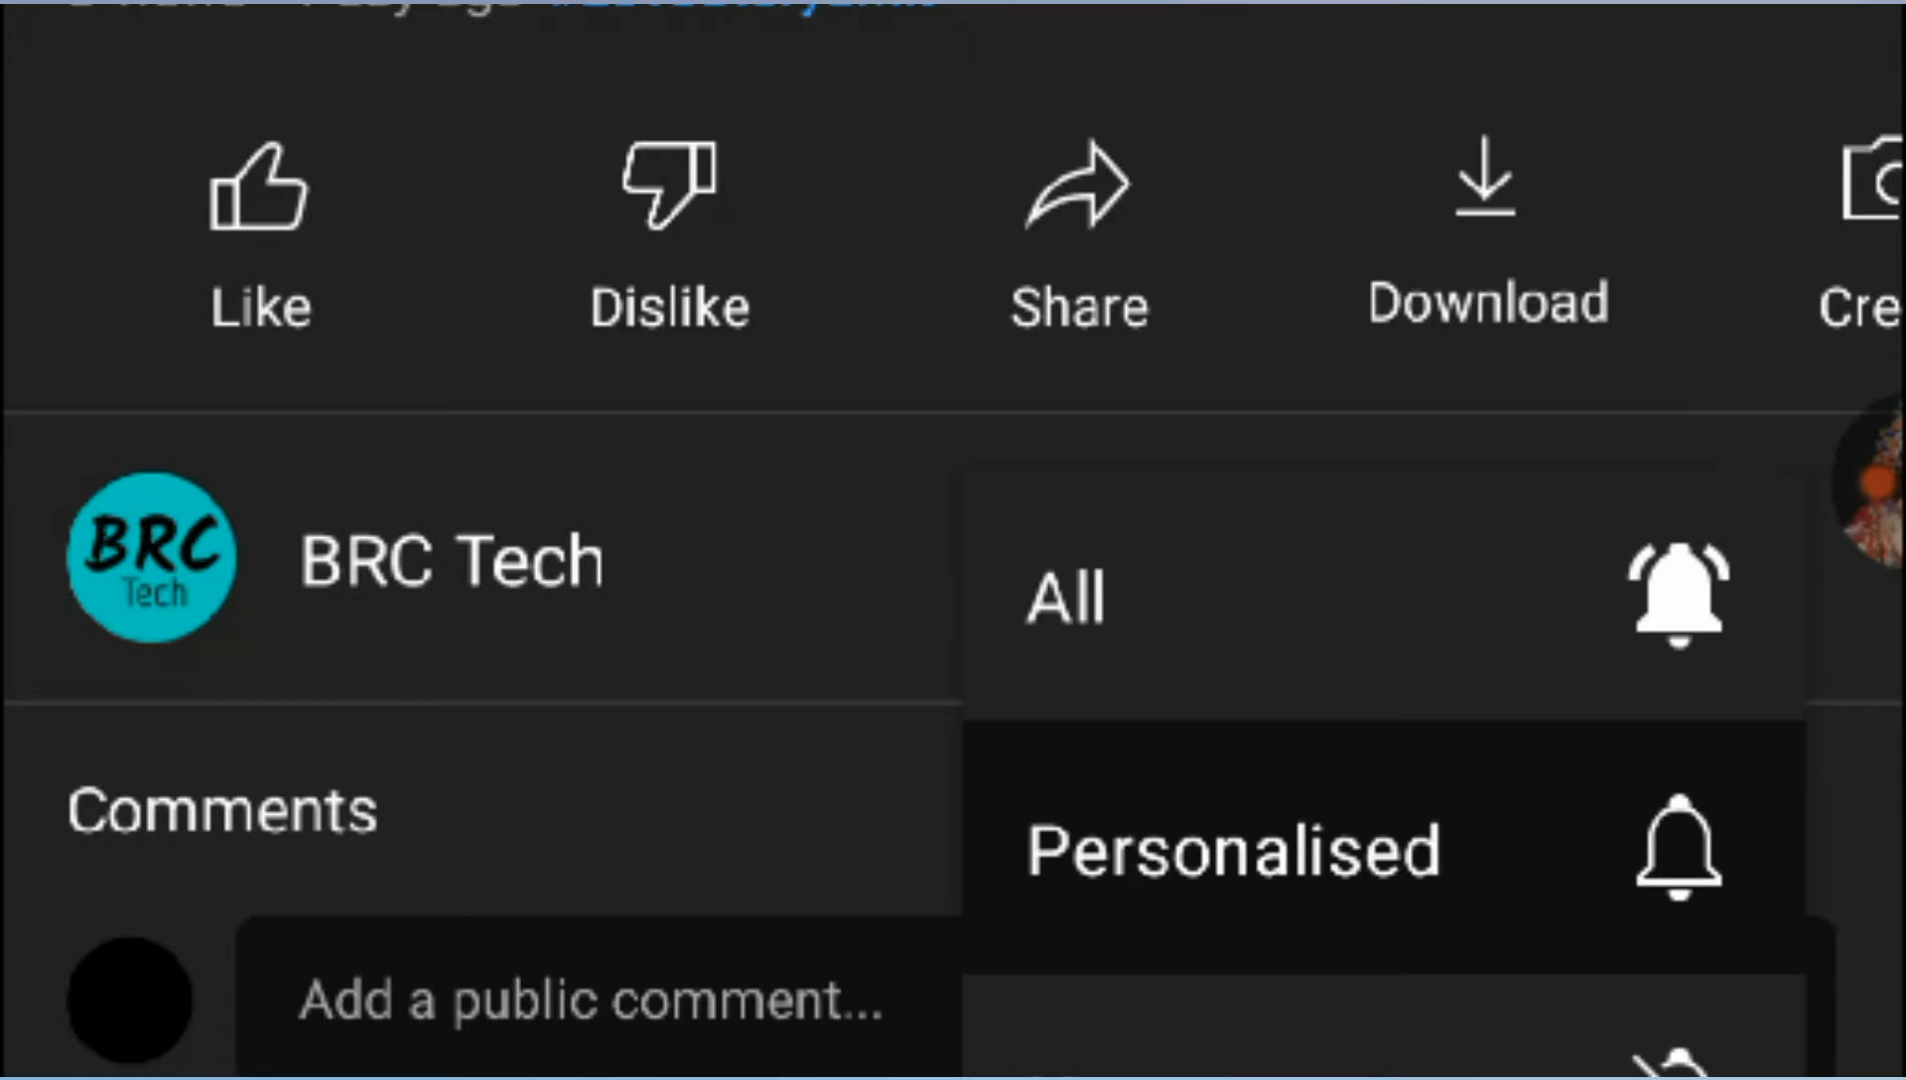 Like
Dislike
Share
Download
Cre
BRC
Tech
BRC Tech
All
Comments
Personalised
Add a public comment...